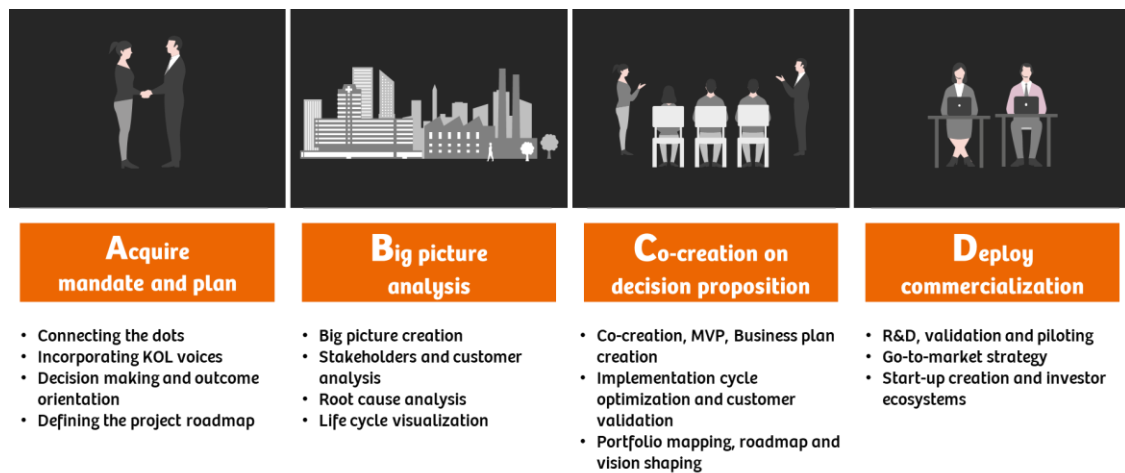 Acquire
mandate and plan
• Connecting the dots
• Incorporating KOL voices
• Decision making and outcome
orientation
• Defining the project roadmap
Big picture
analysis
• Big picture creation
• Stakeholders and customer
analysis
• Root cause analysis
• Life cycle visualization
Co-creation on
decision proposition
• Co-creation, MVP, Business plan
creation
• Implementation cycle
optimization and customer
validation
• Portfolio mapping, roadmap and
vision shaping
Deploy
commercialization
• R&D, validation and piloting
• Go-to-market strategy
• Start-up creation and investor
ecosystems